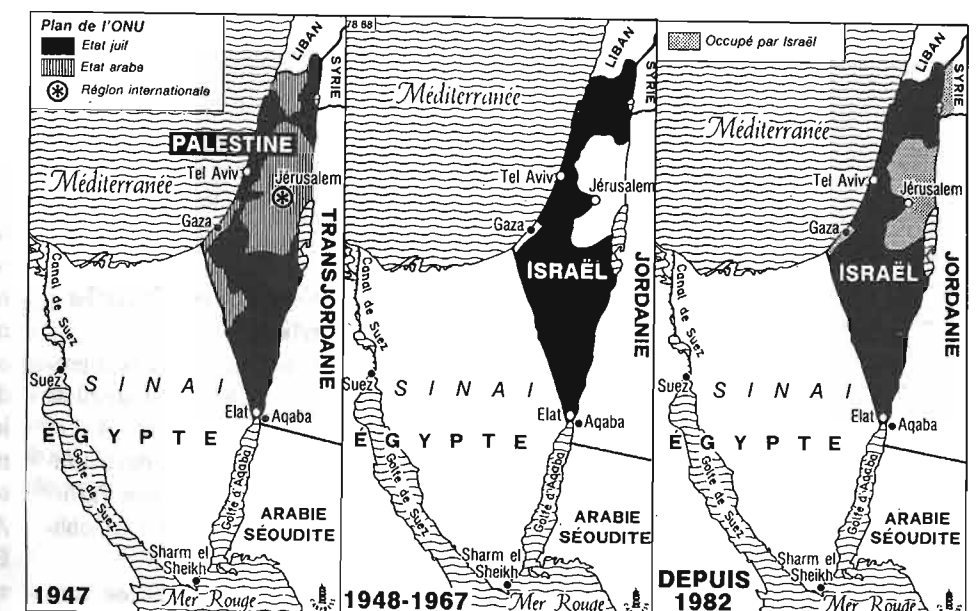 Plan de l'ONU
Etat juif
Etat arabe
Région internationale
LIBAN
SYRIE
PALESTINE
Méditerranée
Tel Aviv
Jérusalem
Gaza
TRANSJORDANIE
Canal de Suez
Suez
SINAI
Elat
Aqaba
ÉGYPTE
Golfe de Suez
Golfe d'Aqaba
ARABIE
SÉOUDITE
Sharm el
Sheikh
1947
Mer Rouge
78 68
LIBAN
SYRIE
Méditerranée
Tel Aviv
Jérusalem
Gaza
ISRAËL
JORDANIE
Canal de Suez
Suez
SINAI
Elat
Aqaba
ÉGYPTE
Golfe de Suez
Golfe d'Aqaba
ARABIE
SÉOUDITE
Sharm el
Sheikh
1948-1967
Mer Rouge
Occupé par Israël
LIBAN
SYRIE
Méditerranée
Tel Aviv
Jérusalem
Gaza
ISRAËL
JORDANIE
Canal de Suez
Suez
SINAI
Elat
Aqaba
ÉGYPTE
Golfe de Suez
Golfe d'Aqaba
ARABIE
SÉOUDITE
Sharm el
Sheikh
DEPUIS
1982
Mer Rouge